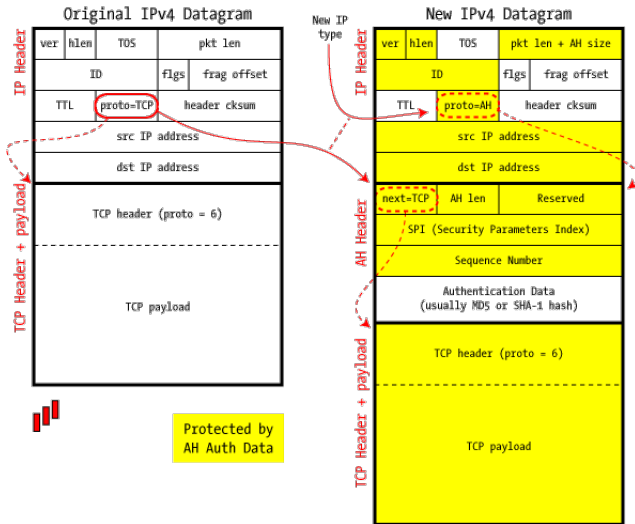 Original IPv4 Datagram
IP Header
ver hlen TOS pkt len
ID flgs frag offset
TTL proto=TCP header cksum
src IP address
dst IP address
TCP Header + payload
TCP header (proto = 6)
TCP payload
Protected by
AH Auth Data
New IP
type
New IPv4 Datagram
IP Header
ver hlen TOS pkt len + AH size
ID flgs frag offset
TTL proto=AH header cksum
src IP address
dst IP address
AH Header
next=TCP AH len Reserved
SPI (Security Parameters Index)
Sequence Number
Authentication Data
(usually MD5 or SHA-1 hash)
TCP Header + payload
TCP header (proto = 6)
TCP payload